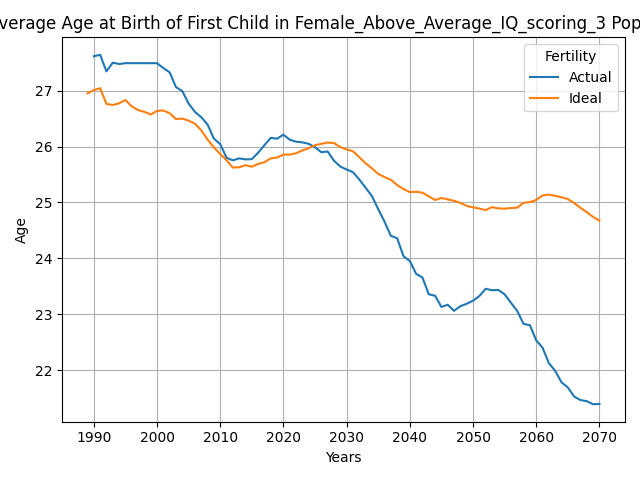 verage Age at Birth of First Child in Female_Above_Average_IQ_scoring_3 Pop
Fertility
Actual
Ideal
27
26
25
24
23
22
Age
1990 2000 2010 2020 2030 2040 2050 2060 2070
Years